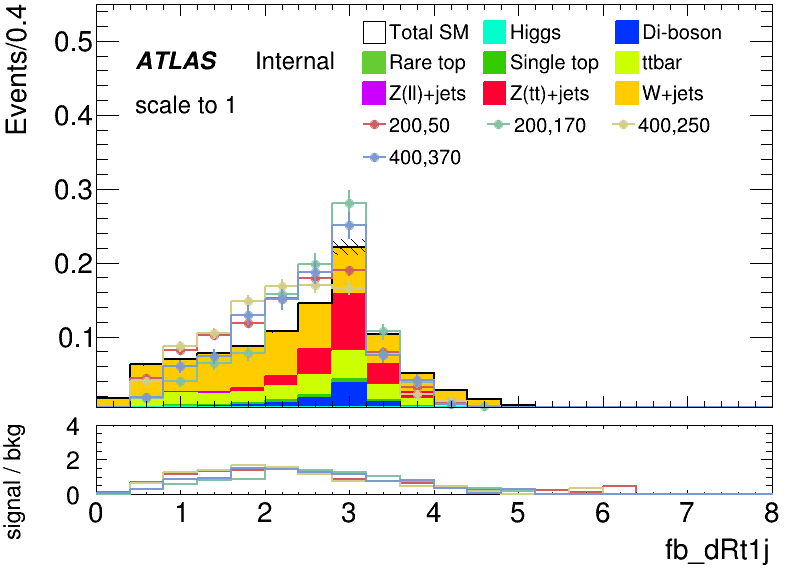 Events/0.4
0.5
0.4
0.3
0.2
0.1
ATLAS Internal
scale to 1
Total SM Higgs Di-boson
Rare top Single top ttbar
Z(ll)+jets Z(tt)+jets W+jets
200,50 200,170 400,250
400,370
signal / bkg
4
2
0
0 1 2 3 4 5 6 7 8
fb_dRt1j